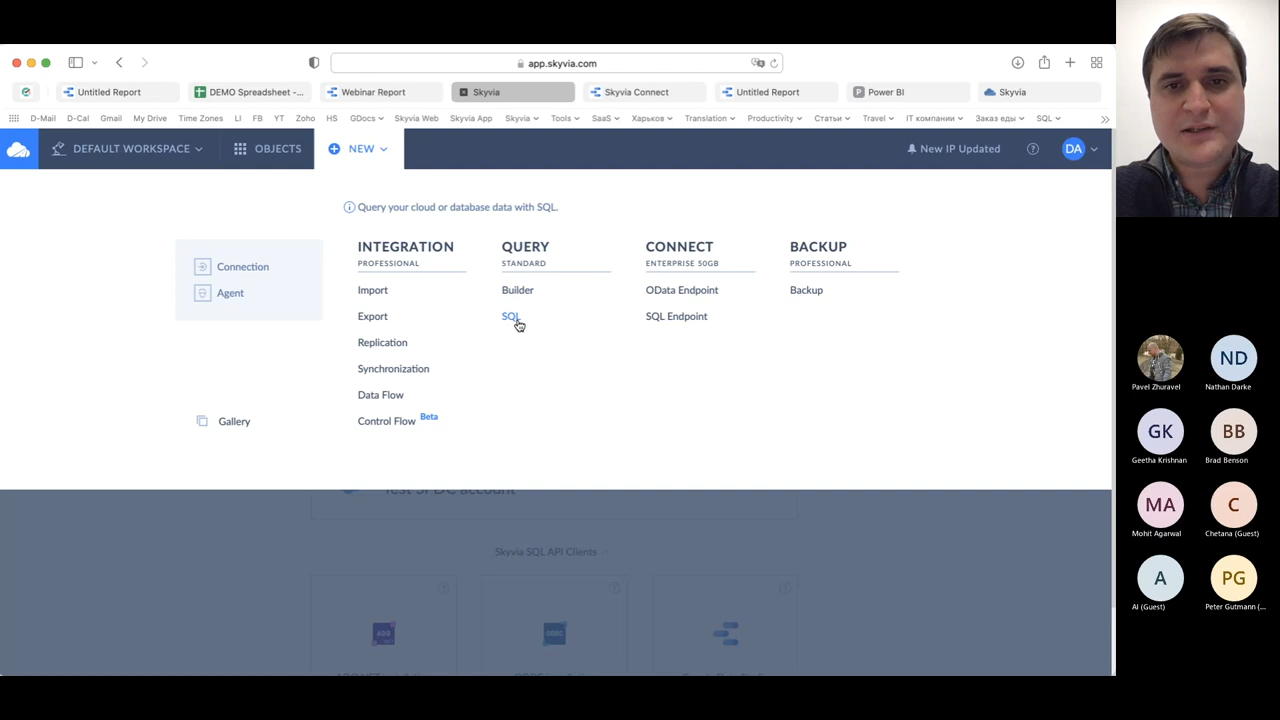 app.skyvia.com
Untitled Report
DEMO Spreadsheet -...
Webinar Report
Skyvia
Skyvia Connect
Untitled Report
Power BI
Skyvia
D-Mail
D-Cal
Gmail
My Drive
Time Zones
LI
FB
YT
Zoho
HS
GDocs
Skyvia Web
Skyvia App
Skyvia
Tools
SaaS
Харьков
Translation
Productivity
Статьи
Travel
IT компании
Заказ еды
SQL
DEFAULT WORKSPACE
OBJECTS
NEW
New IP Updated
DA
Query your cloud or database data with SQL.
Connection
Agent
Gallery
INTEGRATION
PROFESSIONAL
Import
Export
Replication
Synchronization
Data Flow
Control Flow Beta
QUERY
STANDARD
Builder
SQL
CONNECT
ENTERPRISE 50GB
OData Endpoint
SQL Endpoint
BACKUP
PROFESSIONAL
Backup
Skyvia SQL API Clients
Pavel Zhuravel
ND
Nathan Darke
GK
Geetha Krishnan
BB
Brad Benson
MA
Mohit Agarwal
C
Chetana (Guest)
A
Al (Guest)
PG
Peter Gutmann (...